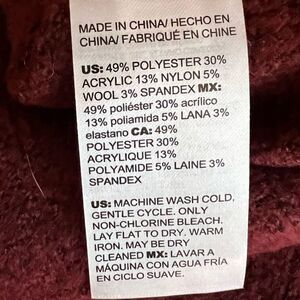 MADE IN CHINA/ HECHO EN
CHINA/ FABRIQUÉ EN CHINE
US: 49% POLYESTER 30%
ACRYLIC 13% NYLON 5%
WOOL 3% SPANDEX MX:
49% poliéster 30% acrílico
13% poliamida 5% LANA 3%
elastano CA: 49%
POLYESTER 30%
ACRYLIQUE 13%
POLYAMIDE 5% LAINE 3%
SPANDEX
US: MACHINE WASH COLD,
GENTLE CYCLE. ONLY
NON-CHLORINE BLEACH.
LAY FLAT TO DRY. WARM
IRON. MAY BE DRY
CLEANED MX: LAVAR A
MÁQUINA CON AGUA FRÍA
EN CICLO SUAVE.